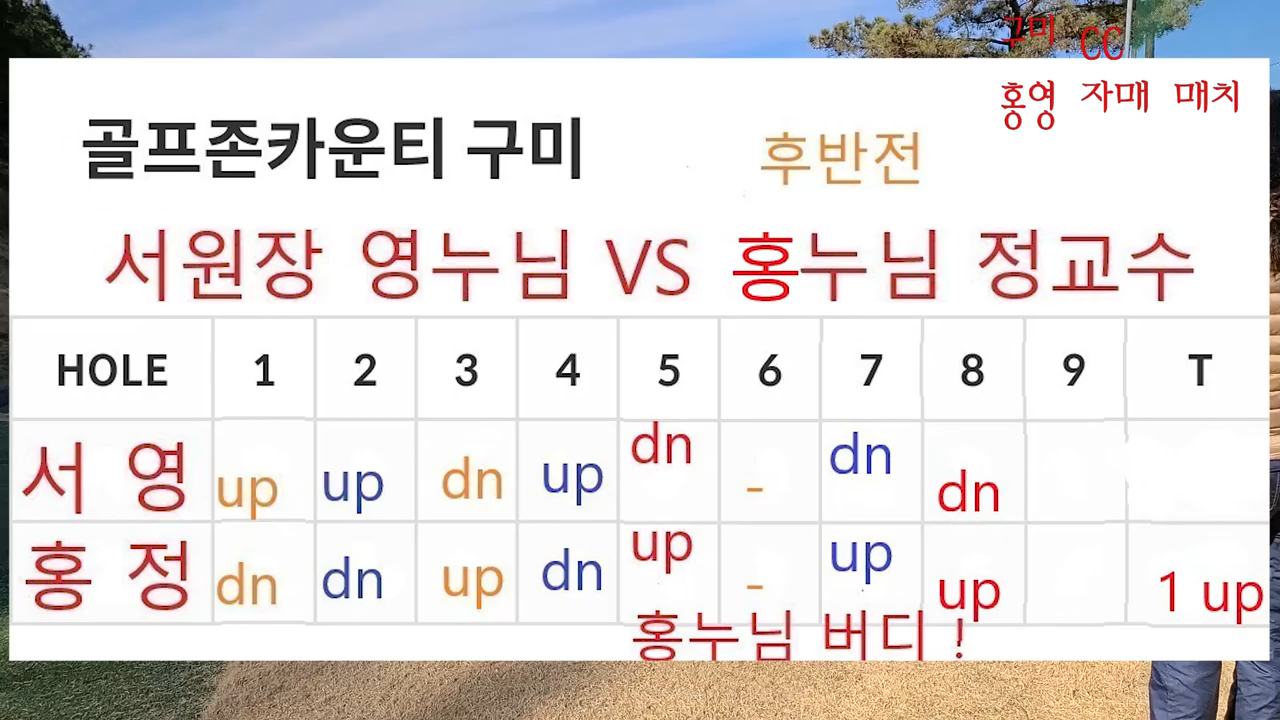 구미 CC
홍영 자매 매치
골프존카운티 구미 후반전
서원장 영누님 VS 홍누님 정교수
HOLE 1 2 3 4 5 6 7 8 9 T
서 영 up up dn up dn - dn dn
홍 정 dn dn up dn up - up up 1 up
홍누님 버디 !